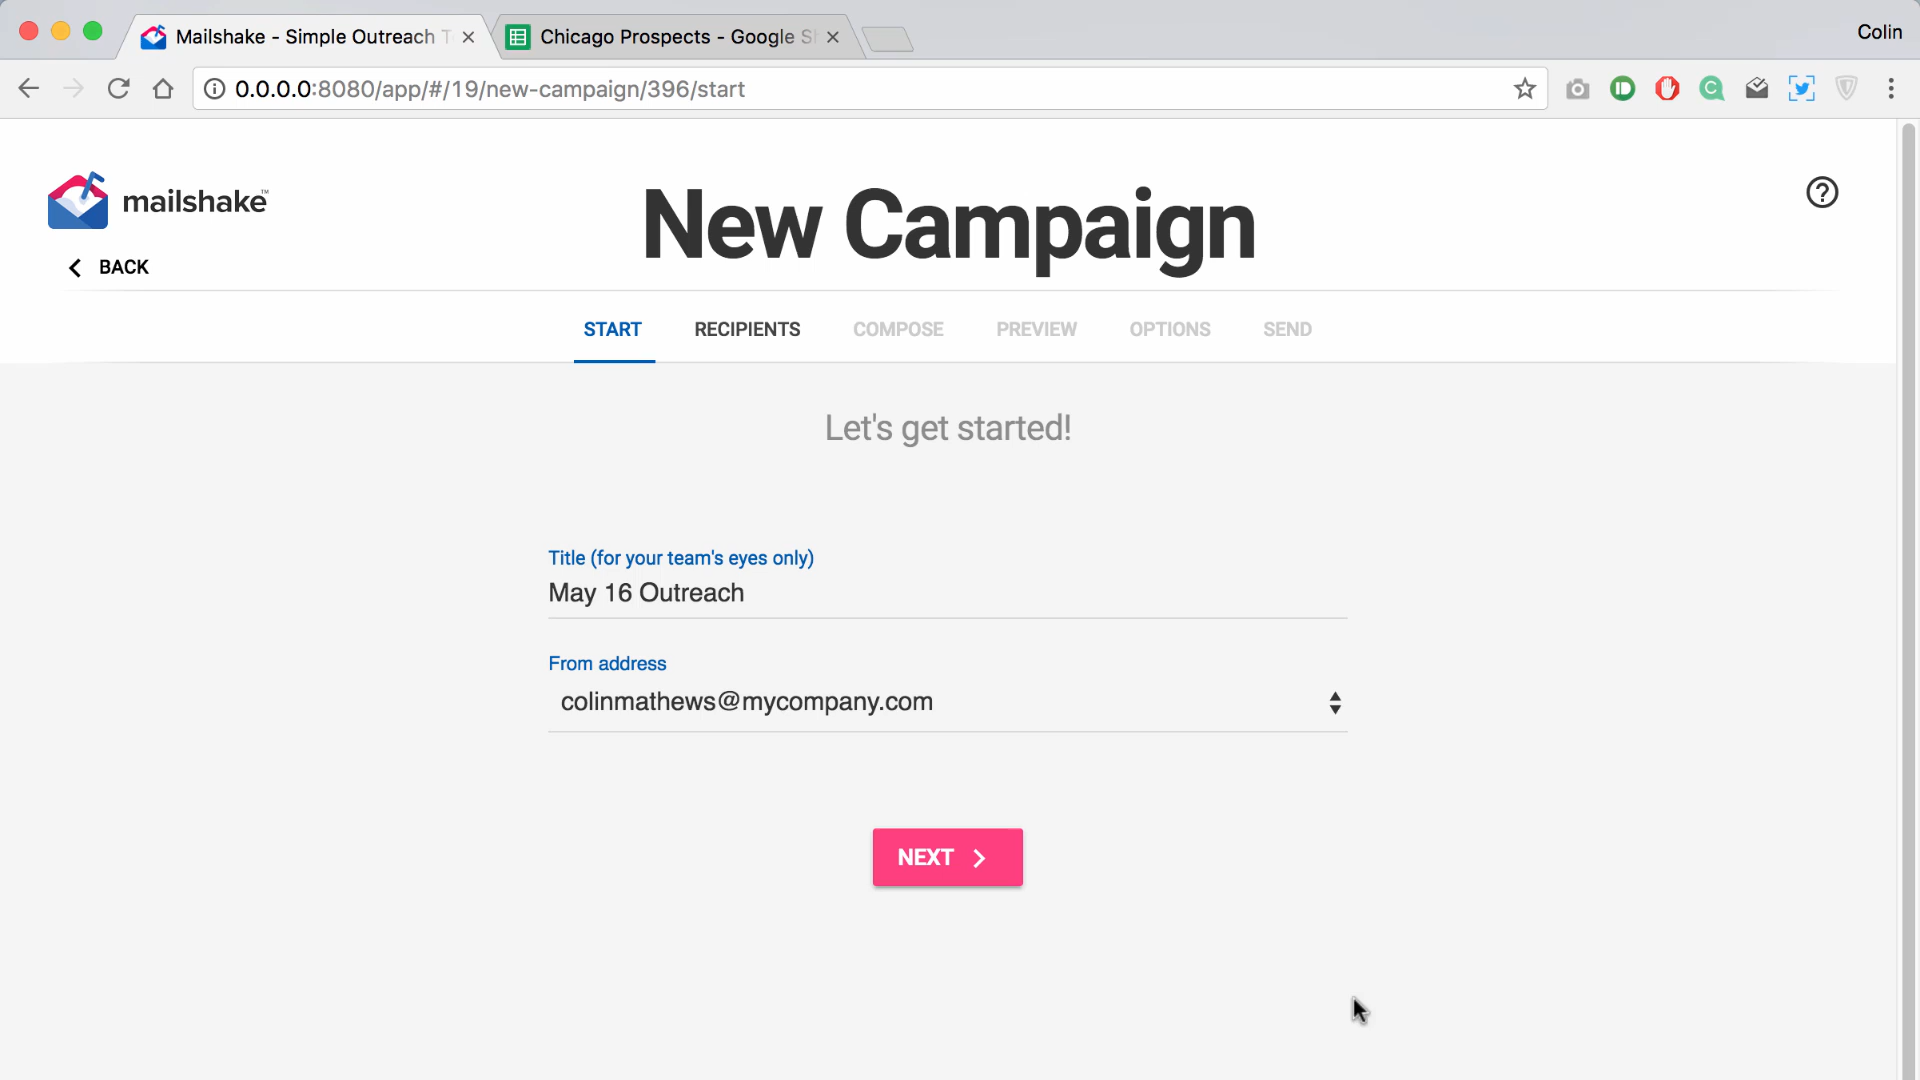 Mailshake - Simple Outreach T
Chicago Prospects - Google Sh
Colin
0.0.0.0:8080/app/#/19/new-campaign/396/start
mailshake™
New Campaign
BACK
START RECIPIENTS COMPOSE PREVIEW OPTIONS SEND
Let's get started!
Title (for your team's eyes only)
May 16 Outreach
From address
colinmathews@mycompany.com
NEXT